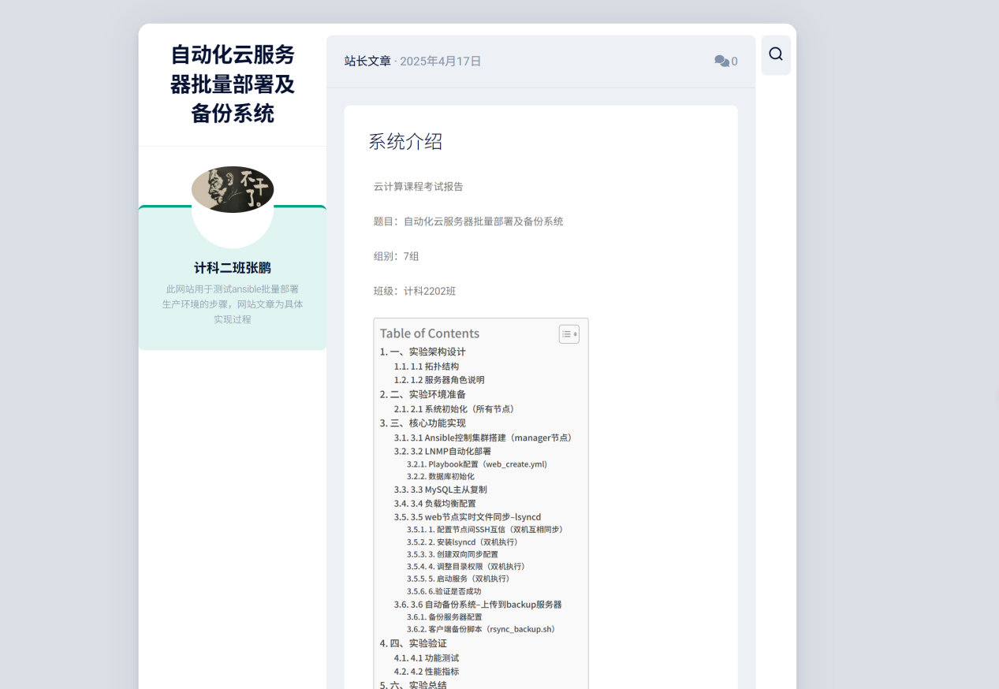 自动化云服务
器批量部署及
备份系统
不干
了。
计科二班张鹏
此网站用于测试ansible批量部署
生产环境的步骤，网站文章为具体
实现过程
站长文章 · 2025年4月17日
0
系统介绍
云计算课程考试报告
题目：自动化云服务器批量部署及备份系统
组别：7组
班级：计科2202班
Table of Contents
1. 一、实验架构设计
1.1. 1.1 拓扑结构
1.2. 1.2 服务器角色说明
2. 二、实验环境准备
2.1. 2.1 系统初始化（所有节点）
3. 三、核心功能实现
3.1. 3.1 Ansible控制集群搭建（manager节点）
3.2. 3.2 LNMP自动化部署
3.2.1. Playbook配置（web_create.yml)
3.2.2. 数据库初始化
3.3. 3.3 MySQL主从复制
3.4. 3.4 负载均衡配置
3.5. 3.5 web节点实时文件同步–lsyncd
3.5.1. 1. 配置节点间SSH互信（双机互相同步）
3.5.2. 2. 安装lsyncd（双机执行）
3.5.3. 3. 创建双向同步配置
3.5.4. 4. 调整目录权限（双机执行）
3.5.5. 5. 启动服务（双机执行）
3.5.6. 6.验证是否成功
3.6. 3.6 自动备份系统–上传到backup服务器
3.6.1. 备份服务器配置
3.6.2. 客户端备份脚本（rsync_backup.sh）
4. 四、实验验证
4.1. 4.1 功能测试
4.2. 4.2 性能指标
5. 六、实验总结